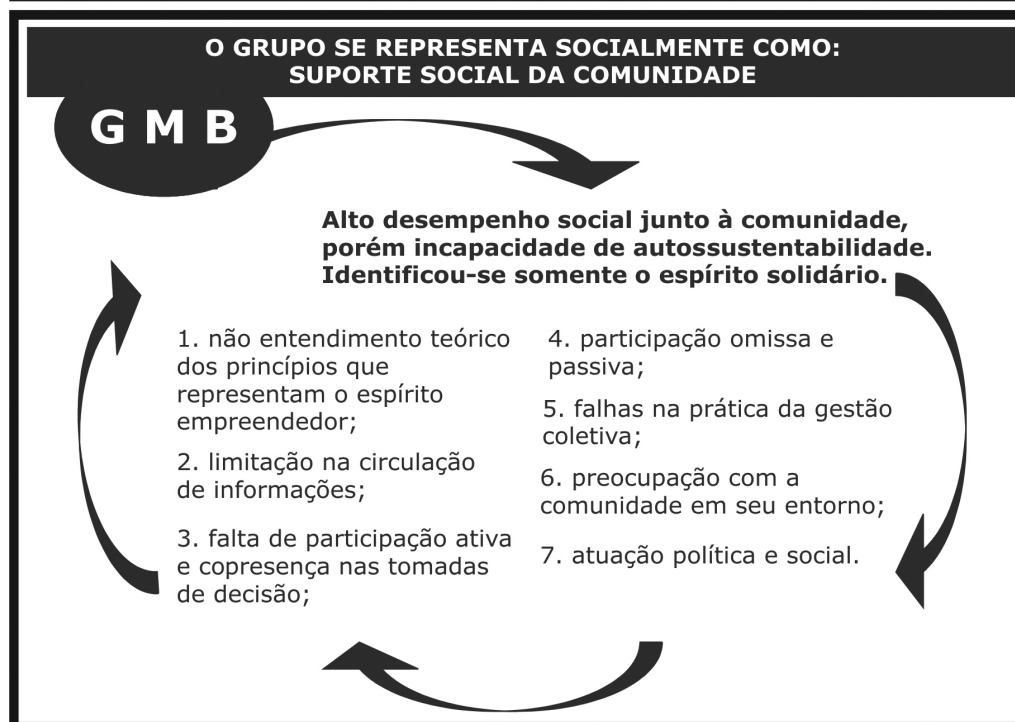 O GRUPO SE REPRESENTA SOCIALMENTE COMO:
SUPORTE SOCIAL DA COMUNIDADE
G M B
Alto desempenho social junto à comunidade,
porém incapacidade de autossustentabilidade.
Identificou-se somente o espírito solidário.
1. não entendimento teórico
dos princípios que
representam o espírito
empreendedor;
2. limitação na circulação
de informações;
3. falta de participação ativa
e copresença nas tomadas
de decisão;
4. participação omissa e
passiva;
5. falhas na prática da gestão
coletiva;
6. preocupação com a
comunidade em seu entorno;
7. atuação política e social.